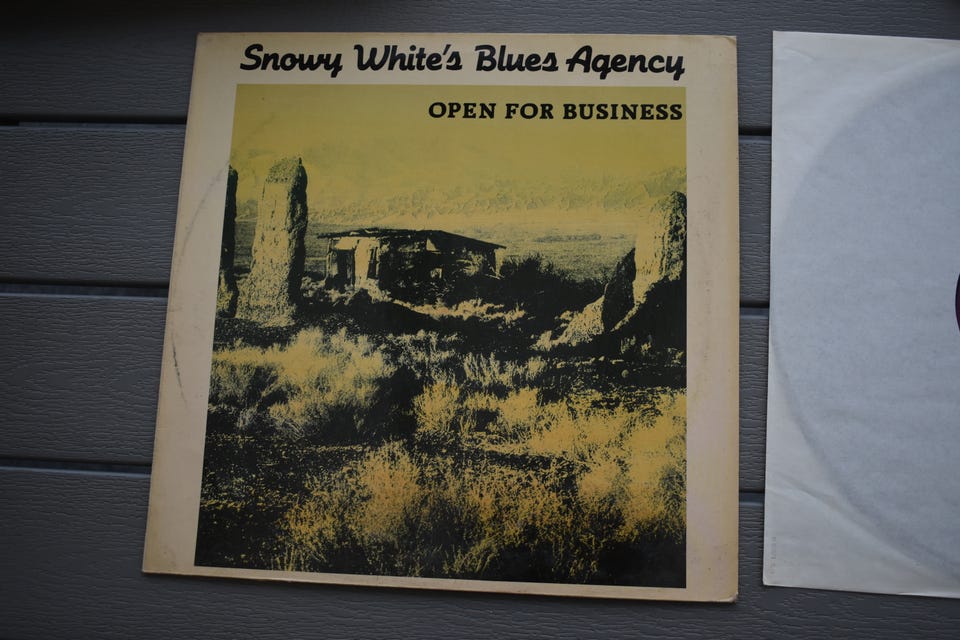 Snowy White's Blues Agency
OPEN FOR BUSINESS